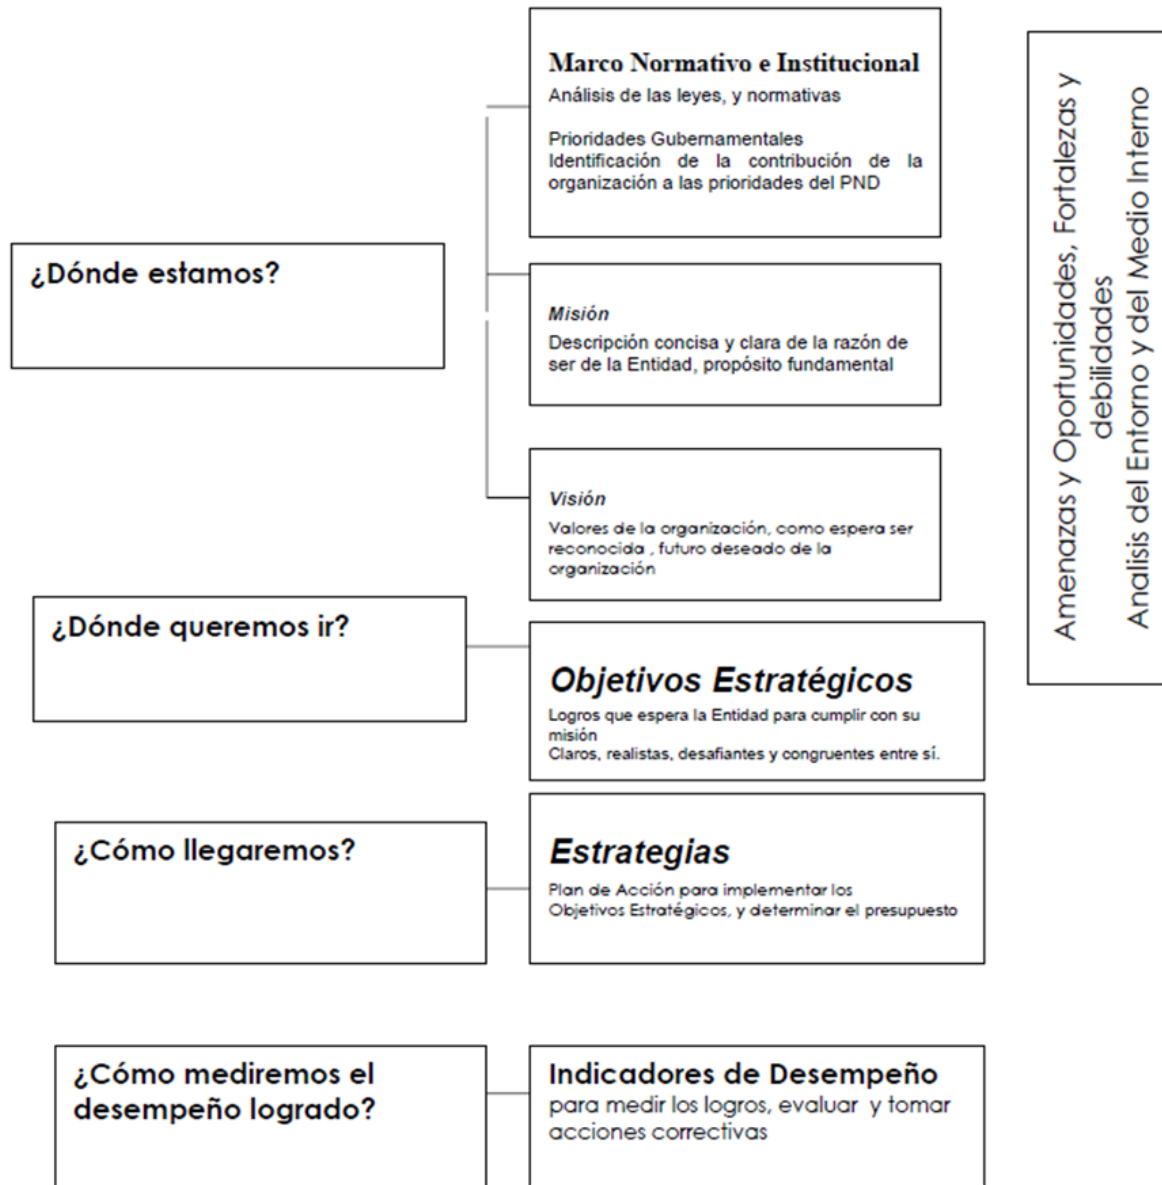 Marco Normativo e Institucional
Análisis de las leyes, y normativas
Prioridades Gubernamentales
Identificación de la contribución de la
organización a las prioridades del PND
¿Dónde estamos?
Misión
Descripción concisa y clara de la razón de
ser de la Entidad, propósito fundamental
Visión
Valores de la organización, como espera ser
reconocida , futuro deseado de la
organización
¿Dónde queremos ir?
Objetivos Estratégicos
Logros que espera la Entidad para cumplir con su
misión
Claros, realistas, desafiantes y congruentes entre sí.
¿Cómo llegaremos?
Estrategias
Plan de Acción para implementar los
Objetivos Estratégicos, y determinar el presupuesto
¿Cómo mediremos el
desempeño logrado?
Indicadores de Desempeño
para medir los logros, evaluar y tomar
acciones correctivas
Amenazas y Oportunidades, Fortalezas y
debilidades
Analisis del Entorno y del Medio Interno